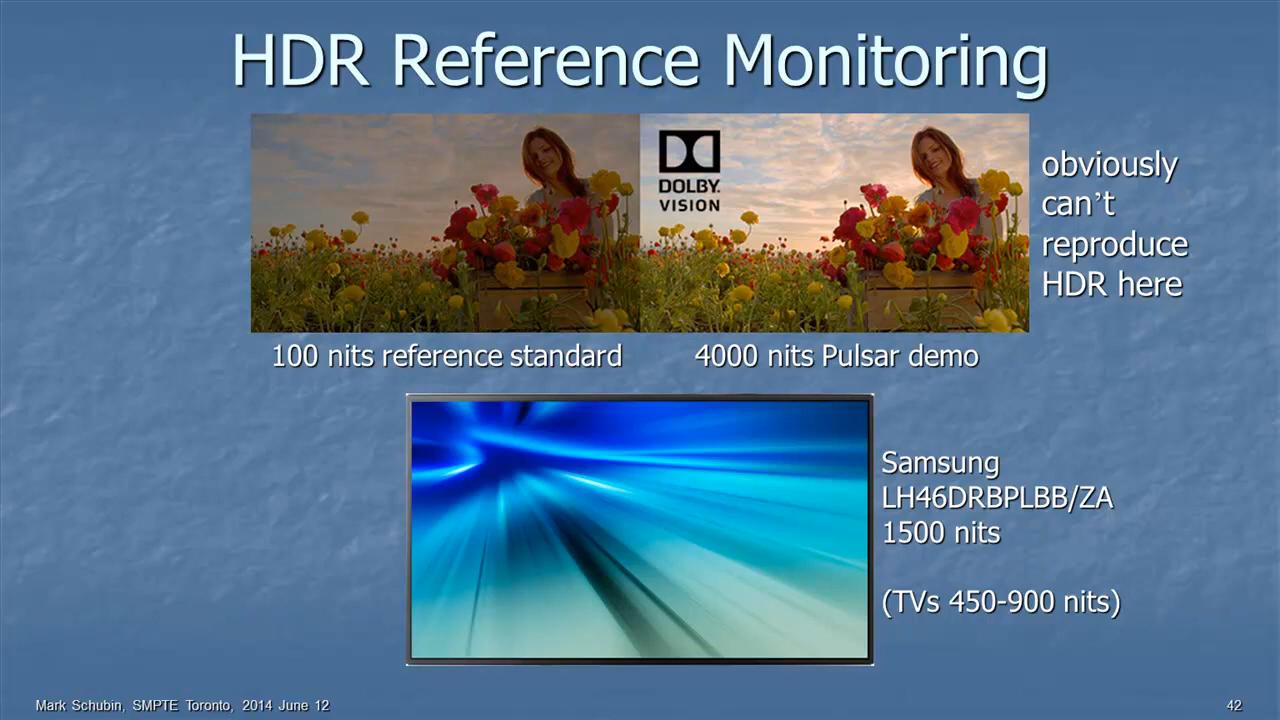 HDR Reference Monitoring
DOLBY
VISION
obviously
can’t
reproduce
HDR here
100 nits reference standard
4000 nits Pulsar demo
Samsung
LH46DRBPLBB/ZA
1500 nits
(TVs 450-900 nits)
Mark Schubin, SMPTE Toronto, 2014 June 12
42